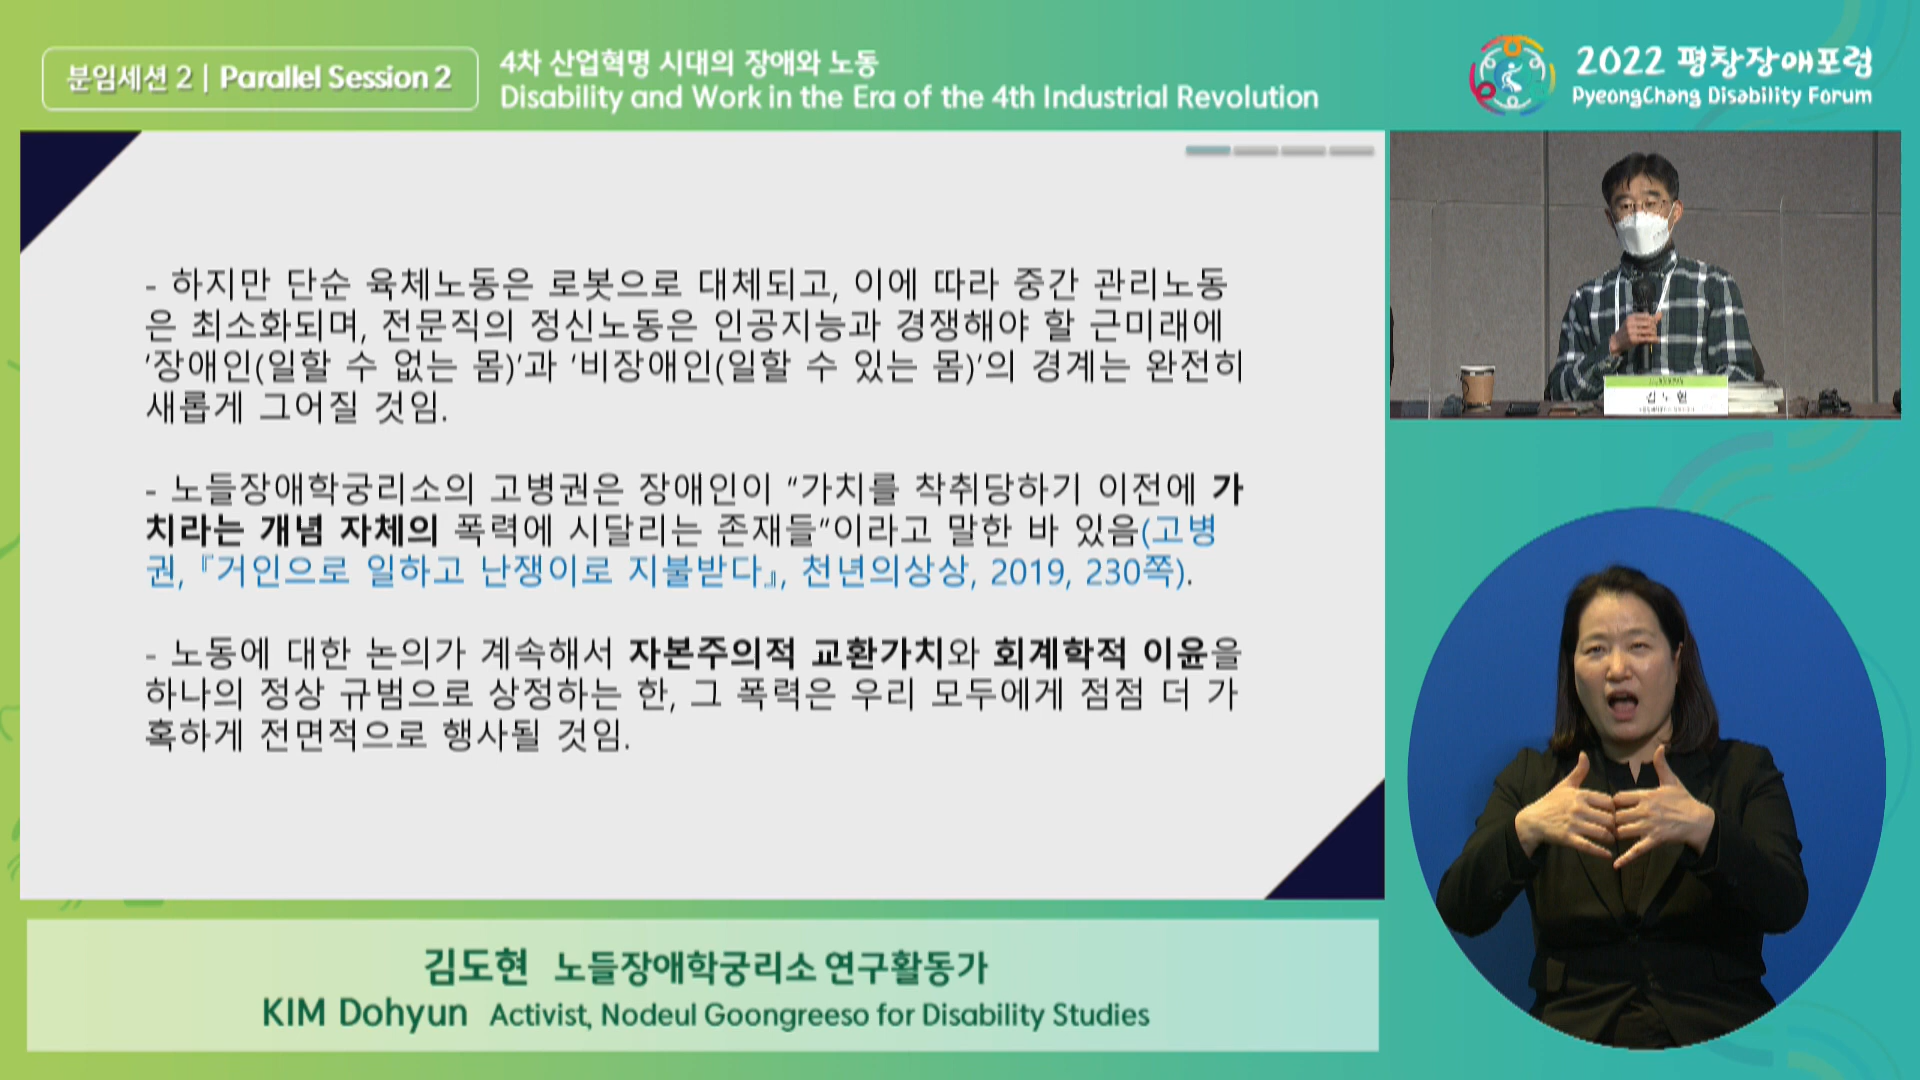 분임세션 2 | Parallel Session 2
4차 산업혁명 시대의 장애와 노동
Disability and Work in the Era of the 4th Industrial Revolution
2022 평창장애포럼
PyeongChang Disability Forum
- 하지만 단순 육체노동은 로봇으로 대체되고, 이에 따라 중간 관리노동
은 최소화되며, 전문직의 정신노동은 인공지능과 경쟁해야 할 근미래에
‘장애인(일할 수 없는 몸)’과 ‘비장애인(일할 수 있는 몸)’의 경계는 완전히
새롭게 그어질 것임.
- 노들장애학궁리소의 고병권은 장애인이 “가치를 착취당하기 이전에 가
치라는 개념 자체의 폭력에 시달리는 존재들”이라고 말한 바 있음(고병
권, 『거인으로 일하고 난쟁이로 지불받다』, 천년의상상, 2019, 230쪽).
- 노동에 대한 논의가 계속해서 자본주의적 교환가치와 회계학적 이윤을
하나의 정상 규범으로 상정하는 한, 그 폭력은 우리 모두에게 점점 더 가
혹하게 전면적으로 행사될 것임.
김도현
김도현 노들장애학궁리소 연구활동가
KIM Dohyun Activist, Nodeul Goongreeso for Disability Studies